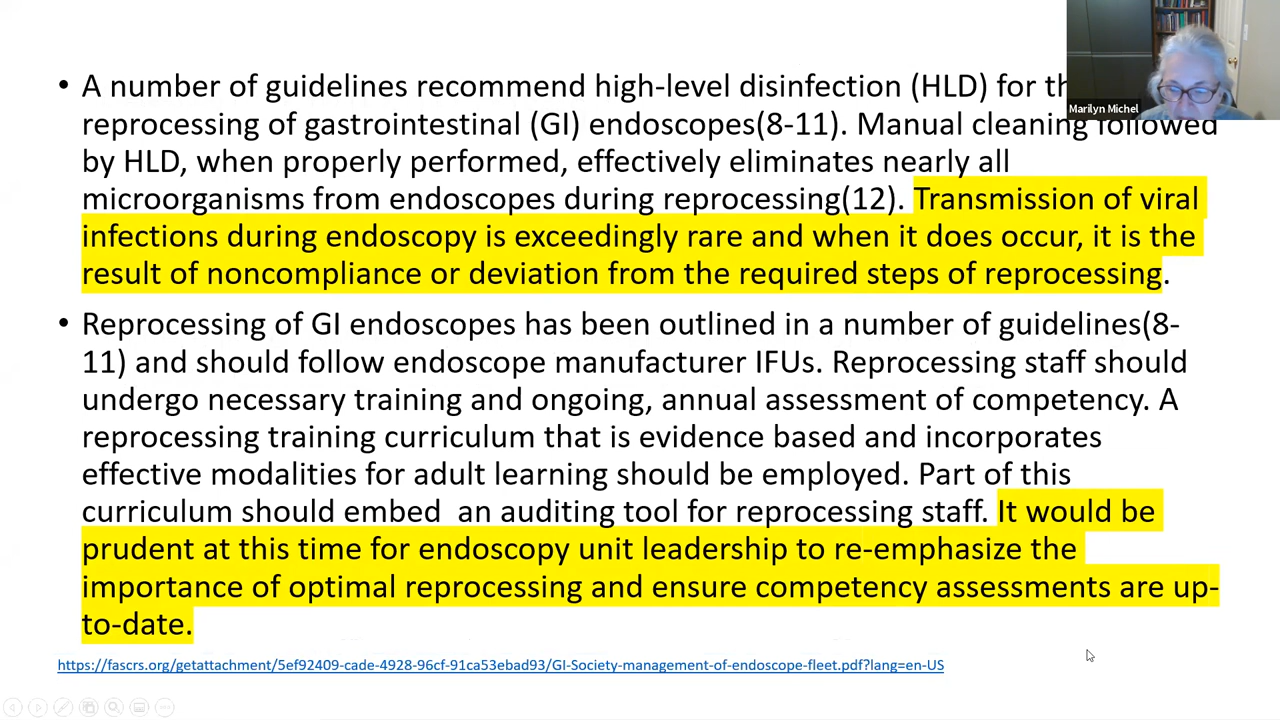 • A number of guidelines recommend high-level disinfection (HLD) for th
reprocessing of gastrointestinal (GI) endoscopes(8-11). Manual cleaning followed
by HLD, when properly performed, effectively eliminates nearly all
microorganisms from endoscopes during reprocessing(12). Transmission of viral
infections during endoscopy is exceedingly rare and when it does occur, it is the
result of noncompliance or deviation from the required steps of reprocessing.
• Reprocessing of GI endoscopes has been outlined in a number of guidelines(8-
11) and should follow endoscope manufacturer IFUs. Reprocessing staff should
undergo necessary training and ongoing, annual assessment of competency. A
reprocessing training curriculum that is evidence based and incorporates
effective modalities for adult learning should be employed. Part of this
curriculum should embed  an auditing tool for reprocessing staff. It would be
prudent at this time for endoscopy unit leadership to re-emphasize the
importance of optimal reprocessing and ensure competency assessments are up-
to-date.
https://fascrs.org/getattachment/5ef92409-cade-4928-96cf-91ca53ebad93/GI-Society-management-of-endoscope-fleet.pdf?lang=en-US
Marilyn Michel